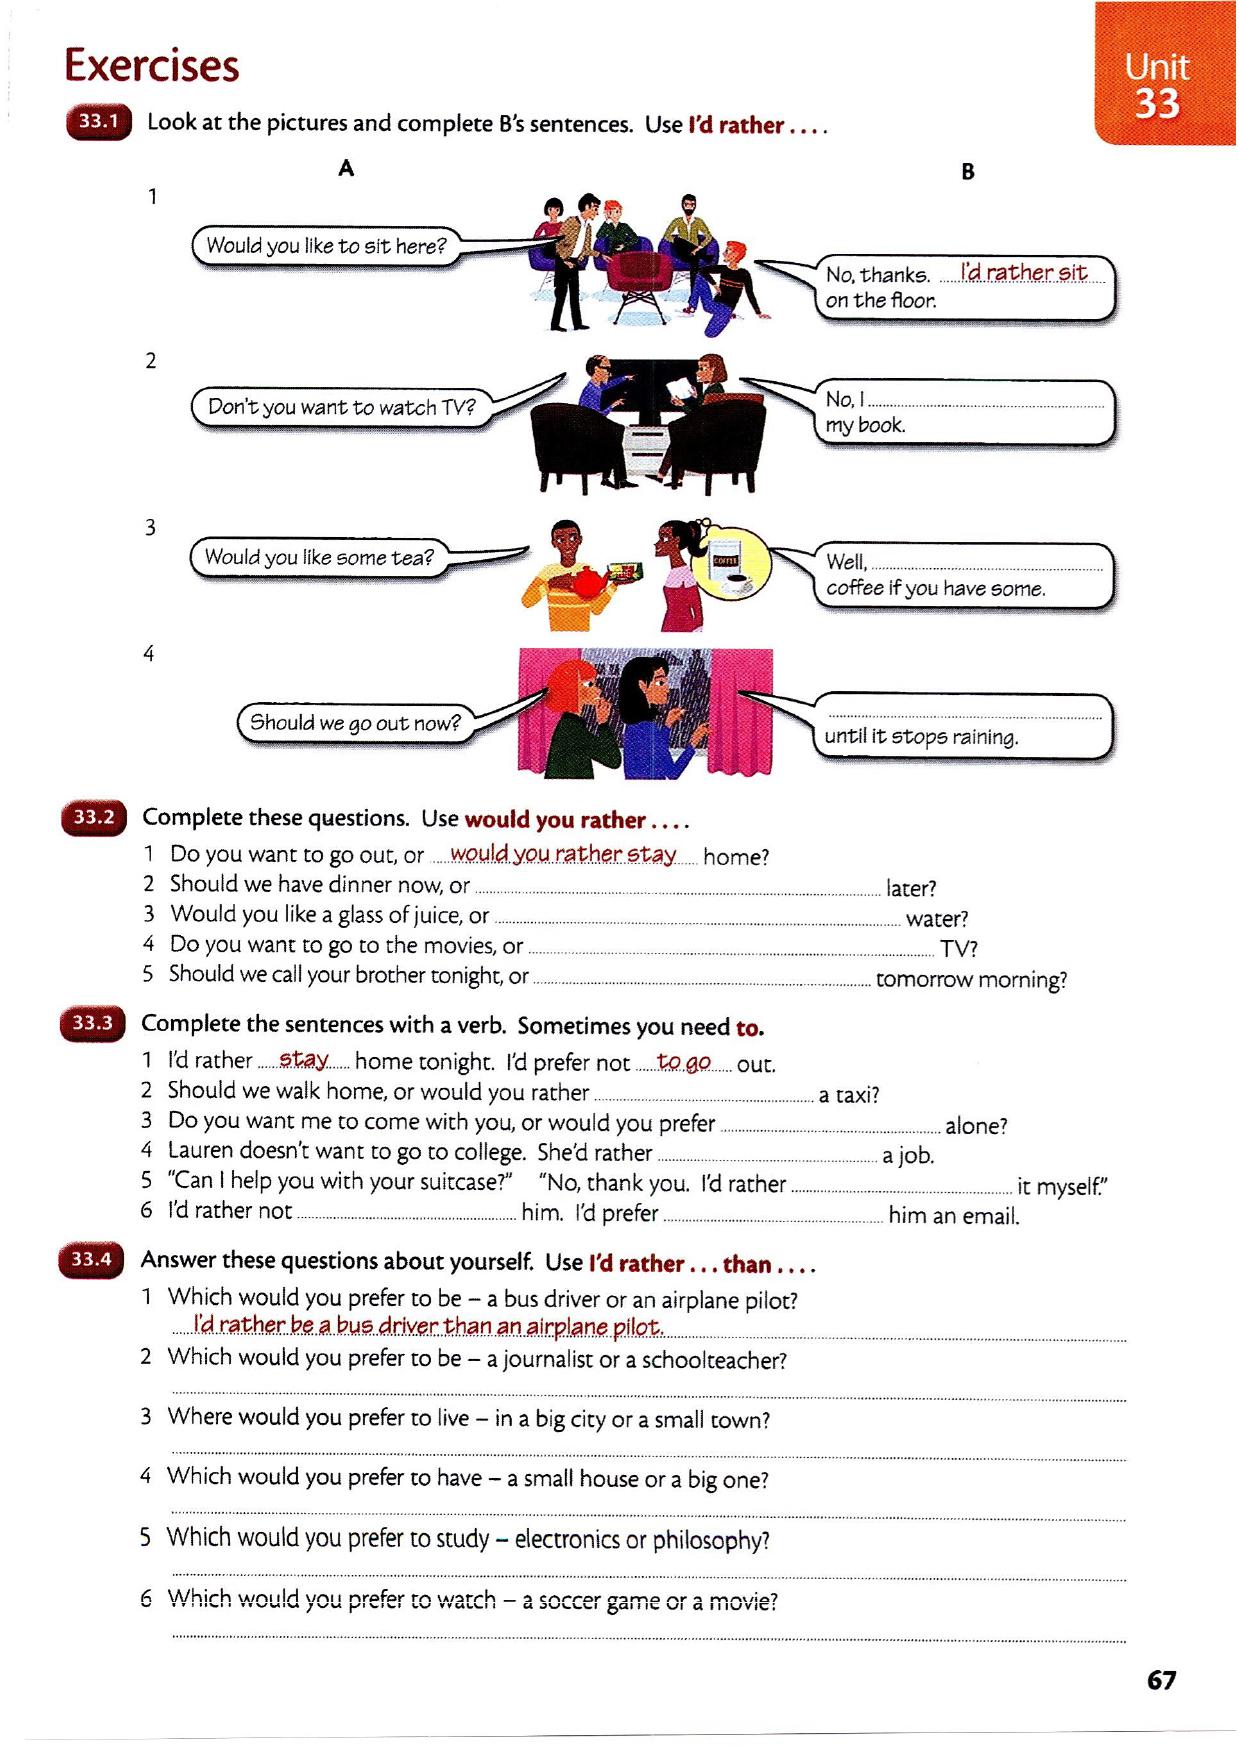 Exercises
Unit
33
33.1 Look at the pictures and complete B's sentences. Use I'd rather . . . .
A
B
1
Would you like to sit here?
No, thanks. I'd rather sit
on the floor.
2
Don't you want to watch TV?
No, I
my book.
3
Would you like some tea?
COFFEE
Well,
coffee if you have some.
4
Should we go out now?
until it stops raining.
33.2 Complete these questions. Use would you rather . . . .
1 Do you want to go out, or would you rather stay home?
2 Should we have dinner now, or later?
3 Would you like a glass of juice, or water?
4 Do you want to go to the movies, or TV?
5 Should we call your brother tonight, or tomorrow morning?
33.3 Complete the sentences with a verb. Sometimes you need to.
1 I'd rather stay home tonight. I'd prefer not to go out.
2 Should we walk home, or would you rather a taxi?
3 Do you want me to come with you, or would you prefer alone?
4 Lauren doesn't want to go to college. She'd rather a job.
5 "Can I help you with your suitcase?" "No, thank you. I'd rather it myself."
6 I'd rather not him. I'd prefer him an email.
33.4 Answer these questions about yourself. Use I'd rather . . . than . . . .
1 Which would you prefer to be – a bus driver or an airplane pilot?
I'd rather be a bus driver than an airplane pilot.
2 Which would you prefer to be – a journalist or a schoolteacher?
3 Where would you prefer to live – in a big city or a small town?
4 Which would you prefer to have – a small house or a big one?
5 Which would you prefer to study – electronics or philosophy?
6 Which would you prefer to watch – a soccer game or a movie?
67